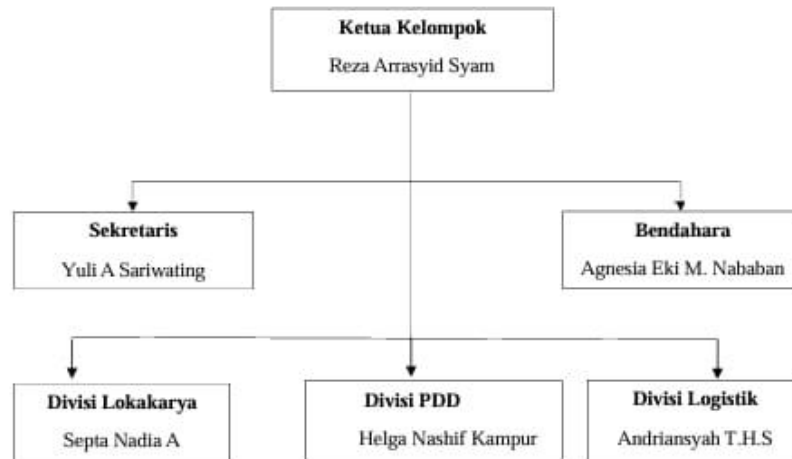 Ketua Kelompok
Reza Arrasyid Syam
Sekretaris
Yuli A Sariwating
Bendahara
Agnesia Eki M. Nababan
Divisi Lokakarya
Septa Nadia A
Divisi PDD
Helga Nashif Kampur
Divisi Logistik
Andriansyah T.H.S